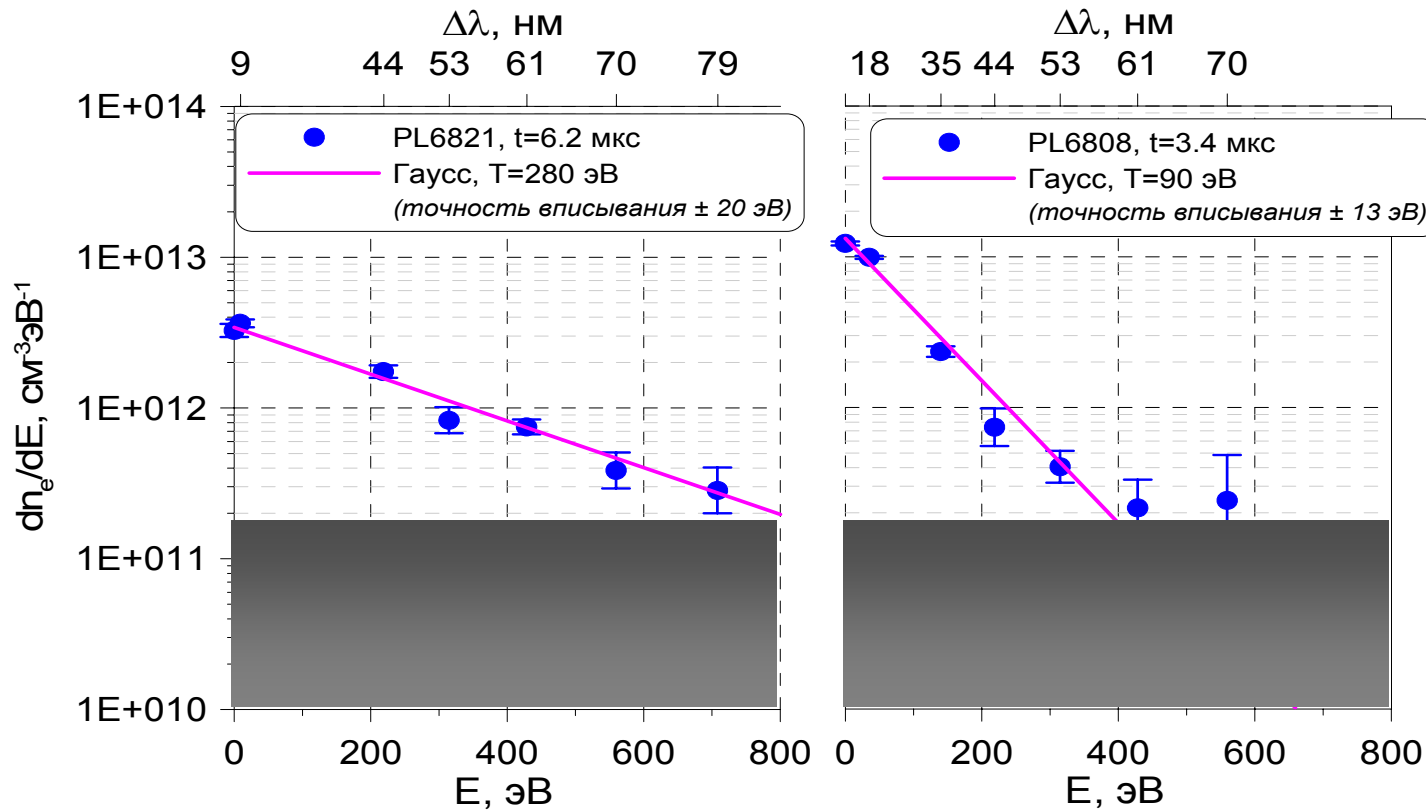 Δλ, нм
9 44 53 61 70 79
1E+014
1E+013
1E+012
1E+011
1E+010
dnₑ/dE, см⁻³эВ⁻¹
PL6821, t=6.2 мкс
Гаусс, T=280 эВ
(точность вписывания ± 20 эВ)
0 200 400 600 800
E, эВ
Δλ, нм
18 35 44 53 61 70
PL6808, t=3.4 мкс
Гаусс, T=90 эВ
(точность вписывания ± 13 эВ)
0 200 400 600 800
E, эВ